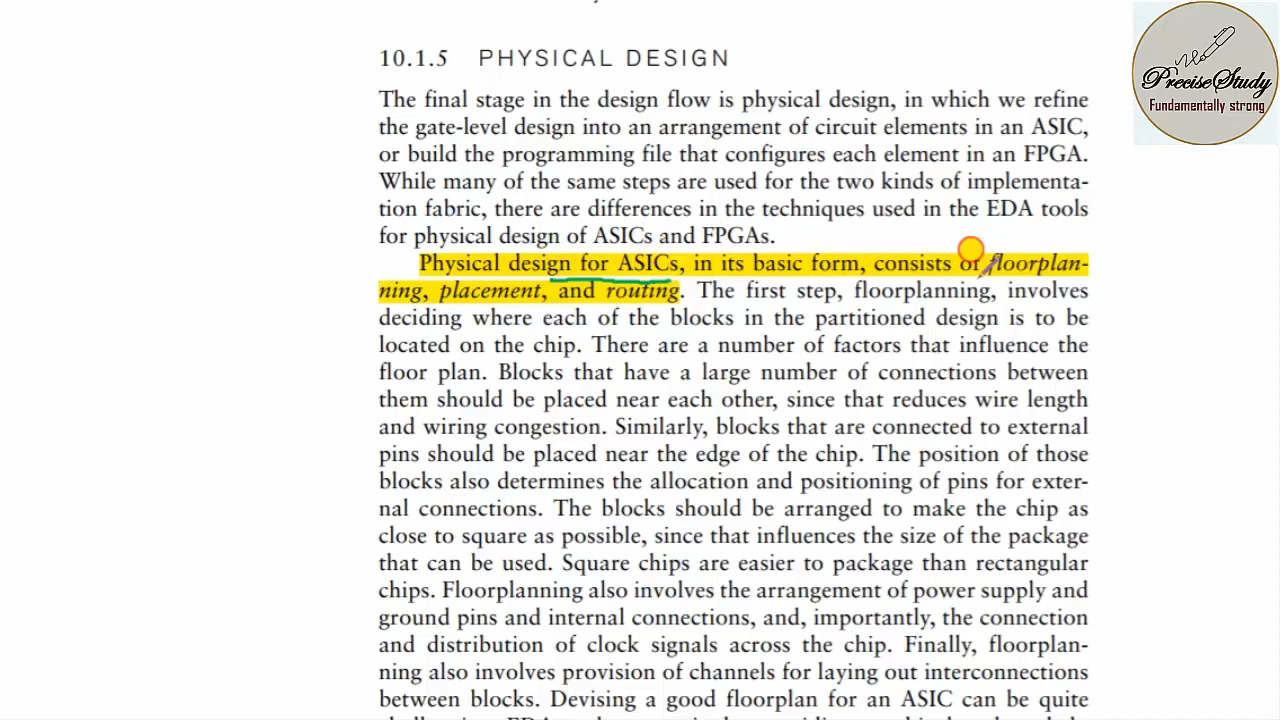 PreciseStudy
Fundamentally strong
10.1.5 PHYSICAL DESIGN
The final stage in the design flow is physical design, in which we refine
the gate-level design into an arrangement of circuit elements in an ASIC,
or build the programming file that configures each element in an FPGA.
While many of the same steps are used for the two kinds of implementa-
tion fabric, there are differences in the techniques used in the EDA tools
for physical design of ASICs and FPGAs.
Physical design for ASICs, in its basic form, consists of floorplan-
ning, placement, and routing. The first step, floorplanning, involves
deciding where each of the blocks in the partitioned design is to be
located on the chip. There are a number of factors that influence the
floor plan. Blocks that have a large number of connections between
them should be placed near each other, since that reduces wire length
and wiring congestion. Similarly, blocks that are connected to external
pins should be placed near the edge of the chip. The position of those
blocks also determines the allocation and positioning of pins for exter-
nal connections. The blocks should be arranged to make the chip as
close to square as possible, since that influences the size of the package
that can be used. Square chips are easier to package than rectangular
chips. Floorplanning also involves the arrangement of power supply and
ground pins and internal connections, and, importantly, the connection
and distribution of clock signals across the chip. Finally, floorplan-
ning also involves provision of channels for laying out interconnections
between blocks. Devising a good floorplan for an ASIC can be quite